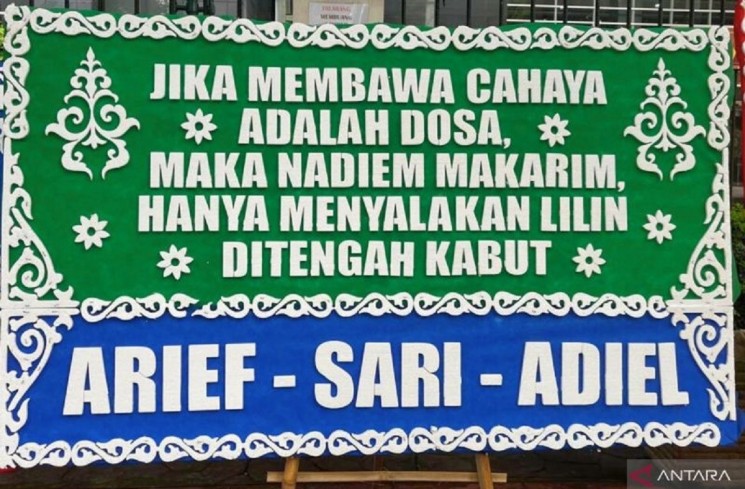 JIKA MEMBAWA CAHAYA
ADALAH DOSA,
MAKA NADIEM MAKARIM,
HANYA MENYALAKAN LILIN
DITENGAH KABUT
ARIEF - SARI - ADIEL
ANTARA